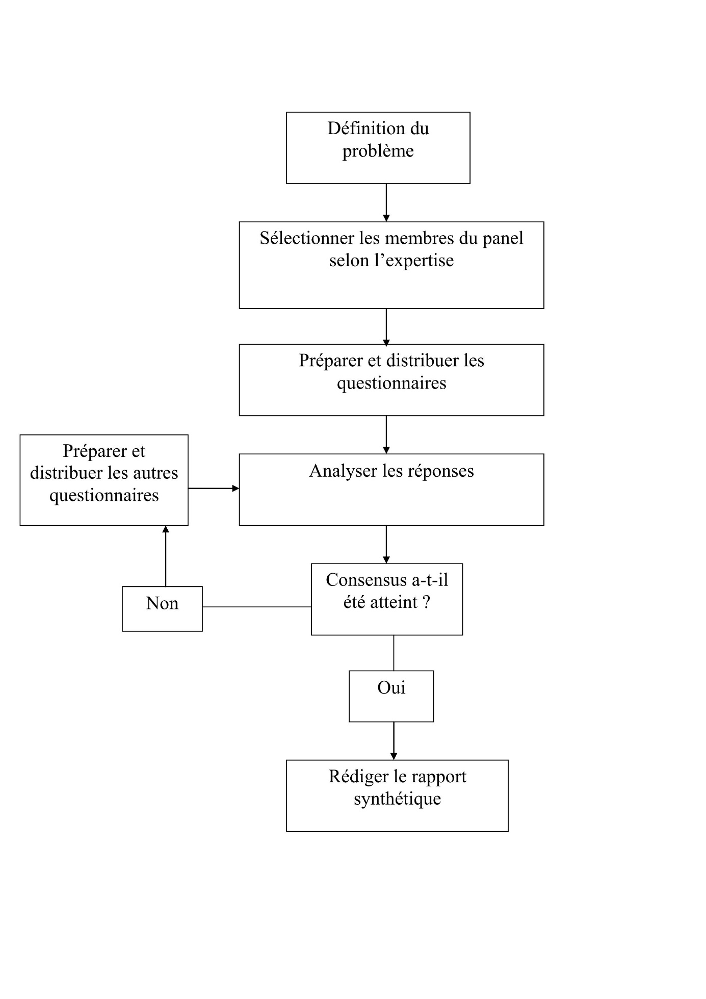 Définition du
problème
Sélectionner les membres du panel
selon l’expertise
Préparer et distribuer les
questionnaires
Préparer et
distribuer les autres
questionnaires
Analyser les réponses
Consensus a-t-il
été atteint ?
Non
Oui
Rédiger le rapport
synthétique